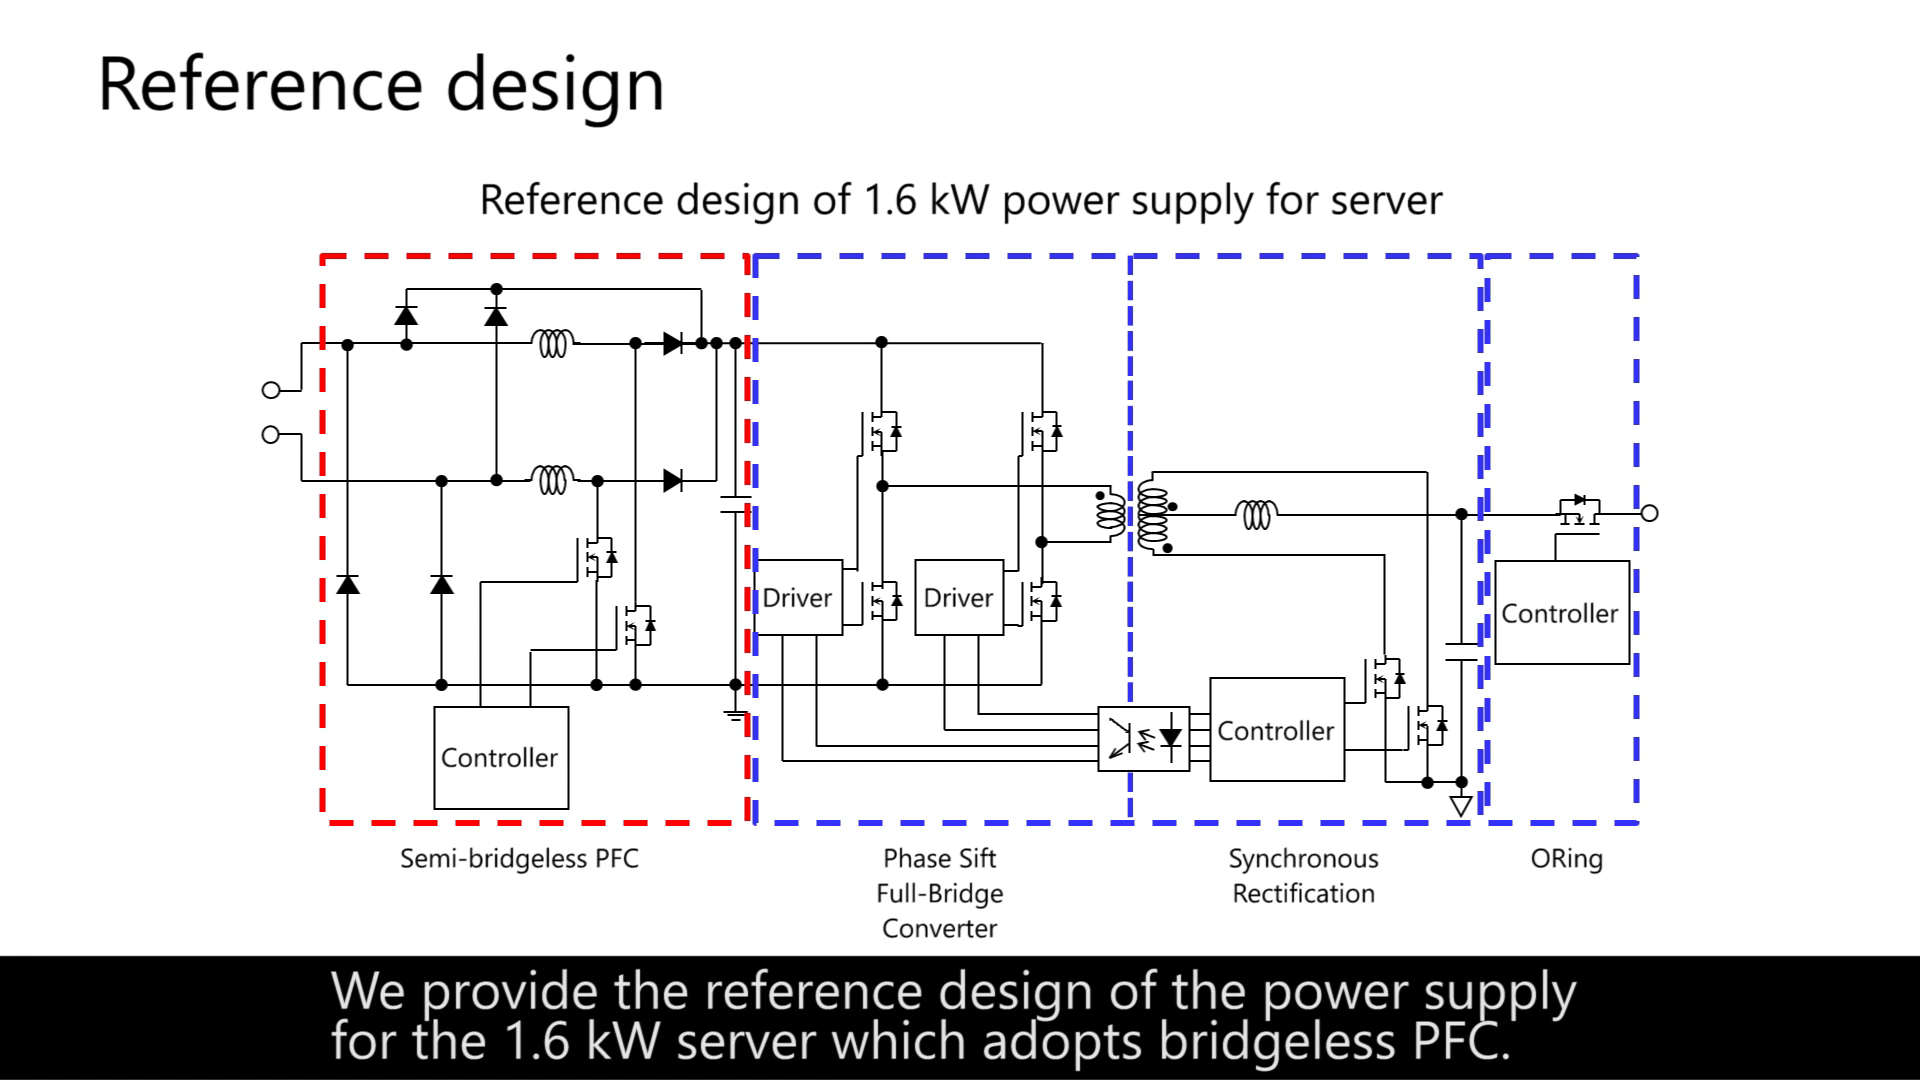 Reference design
Reference design of 1.6 kW power supply for server
Driver
Driver
Controller
Controller
Controller
Semi-bridgeless PFC
Phase Sift
Full-Bridge
Converter
Synchronous
Rectification
ORing
We provide the reference design of the power supply
for the 1.6 kW server which adopts bridgeless PFC.